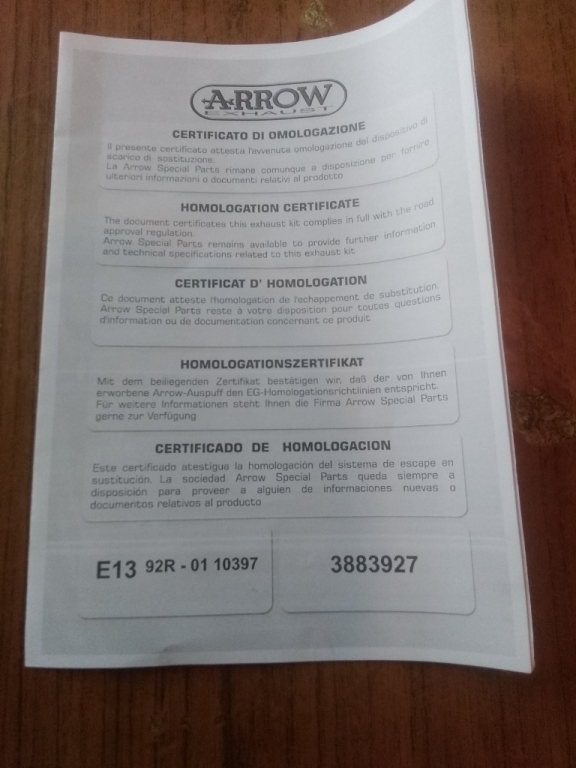 ARROW
EXHAUST
CERTIFICATO DI OMOLOGAZIONE
Il presente certificato attesta l'avvenuta omologazione del dispositivo di
scarico di sostituzione.
La Arrow Special Parts rimane comunque a disposizione per fornire
ulteriori informazioni o documenti relativi al prodotto
HOMOLOGATION CERTIFICATE
The document certificates this exhaust kit complies in full with the road
approval regulation.
Arrow Special Parts remains available to provide further information
and technical specifications related to this exhaust kit
CERTIFICAT D' HOMOLOGATION
Ce document atteste l'homologation de l'echappement de substitution.
Arrow Special Parts reste à votre disposition pour toutes questions
d'information ou de documentation concernant ce produit
HOMOLOGATIONSZERTIFIKAT
Mit dem beiliegenden Zertifikat bestätigen wir, daß der von Ihnen
erworbene Arrow-Auspuff den EG-Homologationsrichtlinien entspricht.
Für weitere Informationen steht Ihnen die Firma Arrow Special Parts
gerne zur Verfügung
CERTIFICADO DE HOMOLOGACION
Este certificado atestigua la homologación del sistema de escape en
sustitución. La sociedad Arrow Special Parts queda siempre a
disposición para proveer a alguien de informaciones nuevas o
documentos relativos al producto
E13 92R - 01 10397
3883927